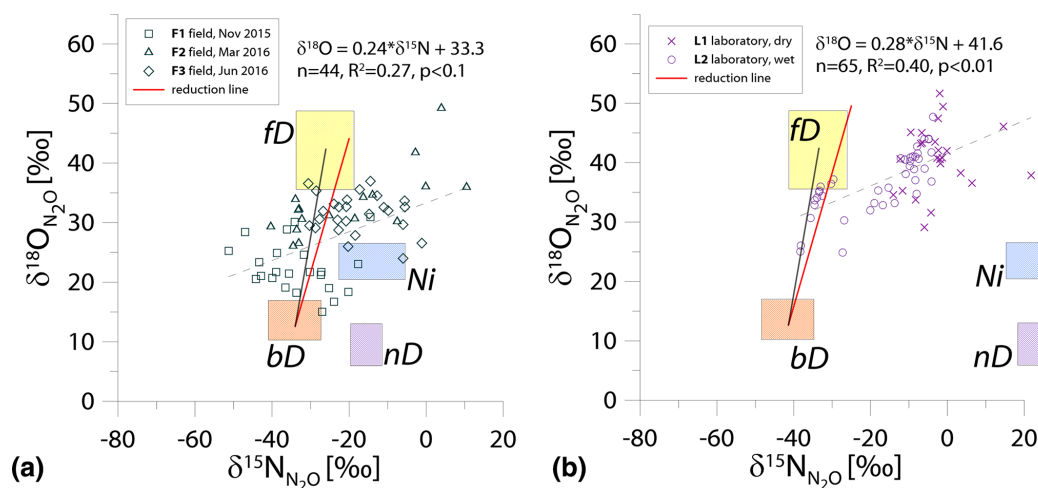 F1 field, Nov 2015
F2 field, Mar 2016
F3 field, Jun 2016
reduction line
δ18O = 0.24*δ15N + 33.3
n=44, R2=0.27, p<0.1
60
50
40
30
20
10
0
δ18ON2O [‰]
fD
Ni
bD
nD
-80
-60
-40
-20
0
20
(a)
δ15NN2O [‰]
L1 laboratory, dry
L2 laboratory, wet
reduction line
δ18O = 0.28*δ15N + 41.6
n=65, R2=0.40, p<0.01
60
50
40
30
20
10
0
δ18ON2O [‰]
fD
Ni
bD
nD
-80
-60
-40
-20
0
20
(b)
δ15NN2O [‰]